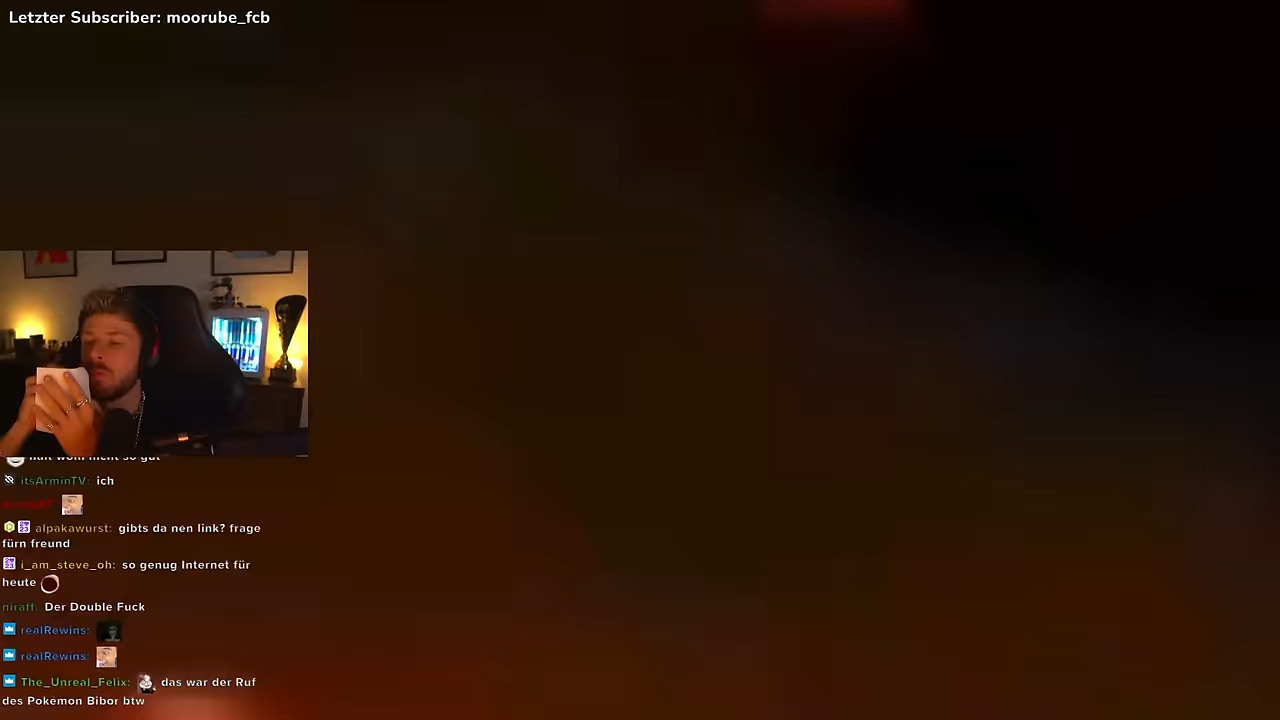 Letzter Subscriber: moorube_fcb
itsArminTV: ich
alpakawurst: gibts da nen link? frage
fürn freund
i_am_steve_oh: so genug Internet für
heute
niraff: Der Double Fuck
realRewins:
realRewins:
The_Unreal_Felix: das war der Ruf
des Pokemon Bibor btw